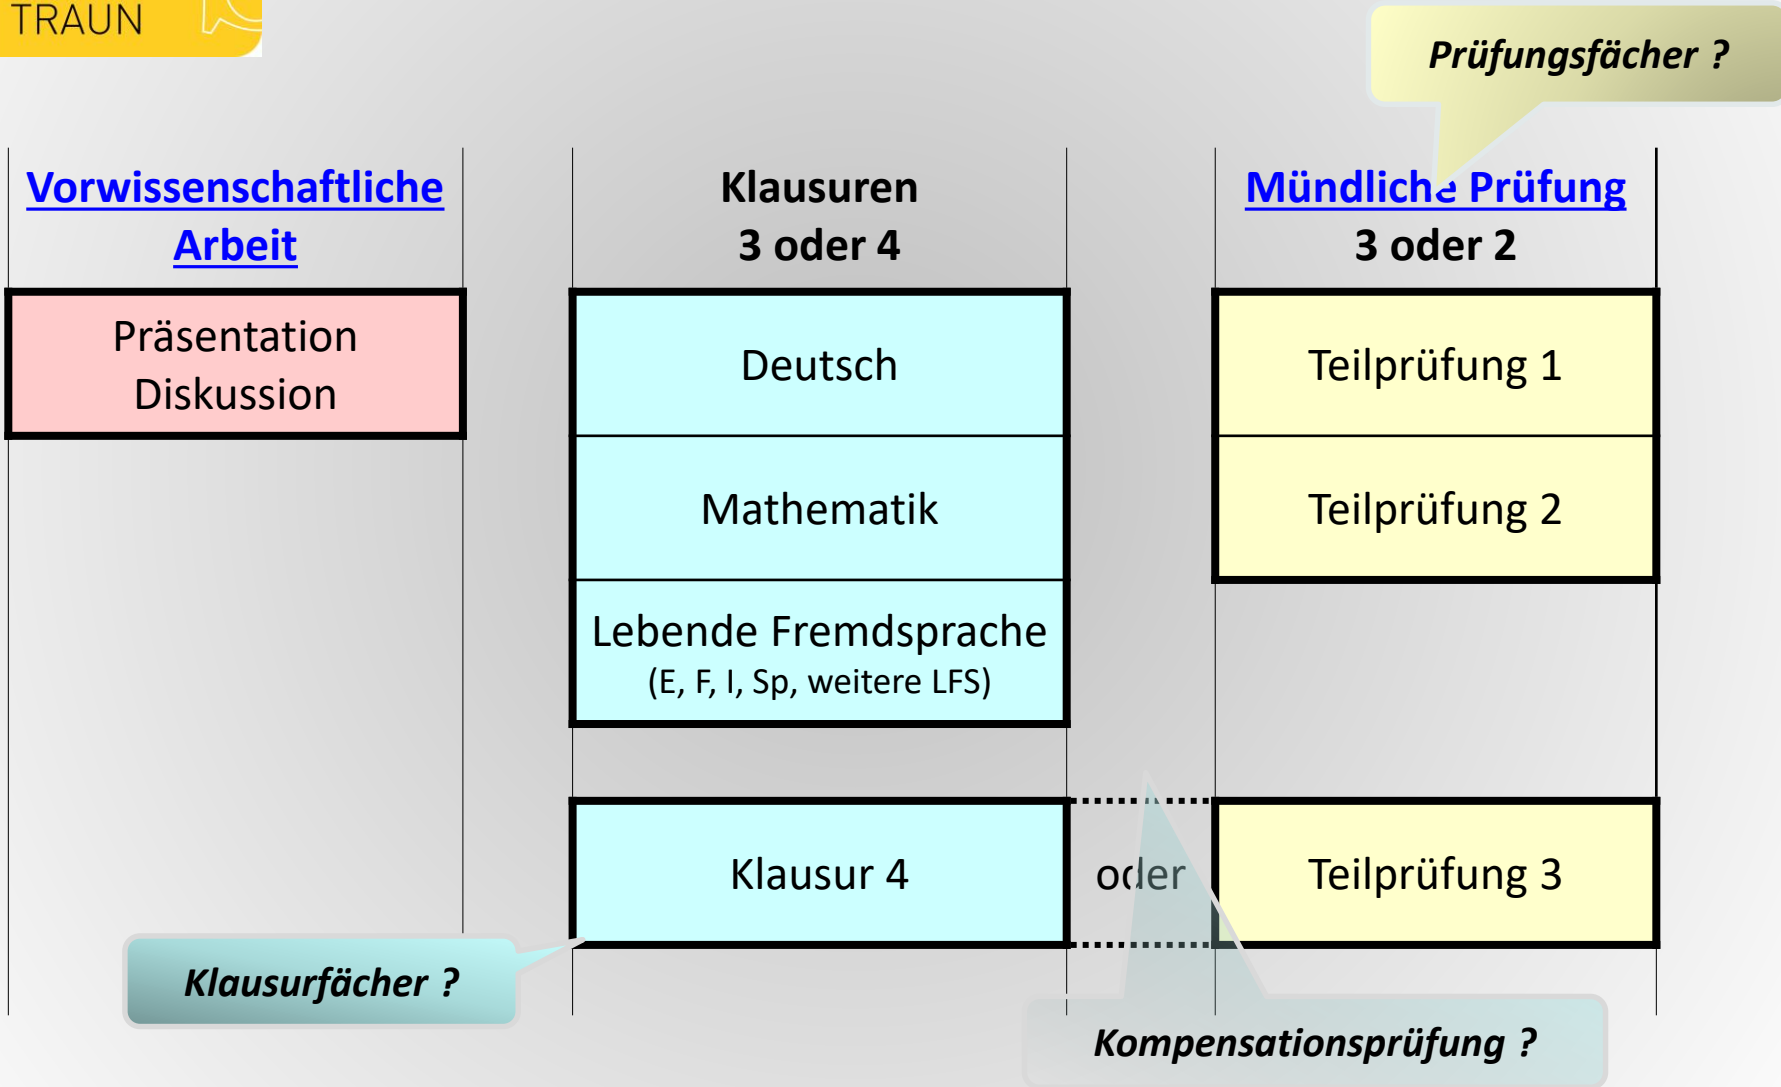 TRAUN
Prüfungsfächer ?
Vorwissenschaftliche
Arbeit
Präsentation
Diskussion
Klausuren
3 oder 4
Deutsch
Mathematik
Lebende Fremdsprache
(E, F, I, Sp, weitere LFS)
Klausur 4
oder
Mündliche Prüfung
3 oder 2
Teilprüfung 1
Teilprüfung 2
Teilprüfung 3
Klausurfächer ?
Kompensationsprüfung ?